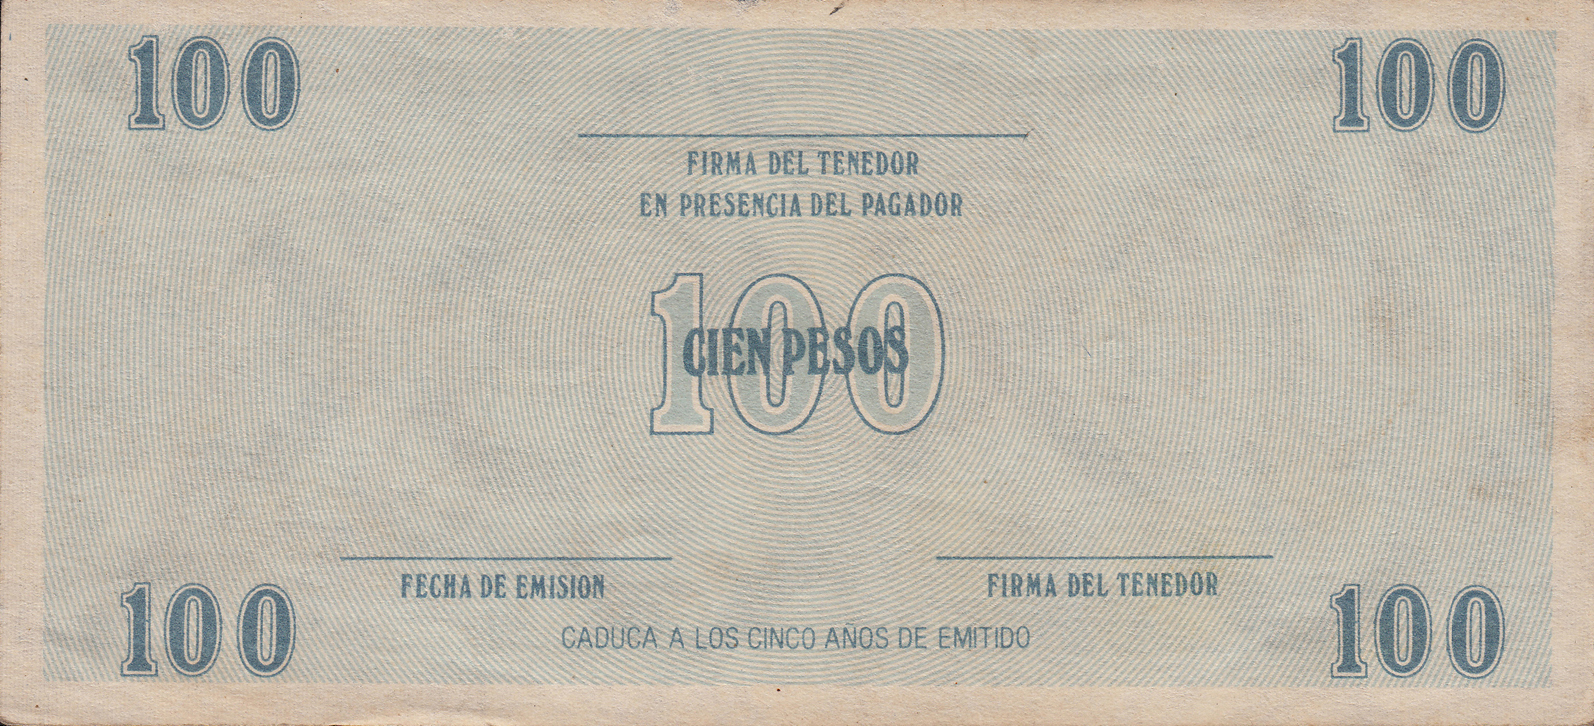 100 100
FIRMA DEL TENEDOR
EN PRESENCIA DEL PAGADOR
100
CIEN PESOS
FECHA DE EMISION FIRMA DEL TENEDOR
100 100
CADUCA A LOS CINCO AÑOS DE EMITIDO